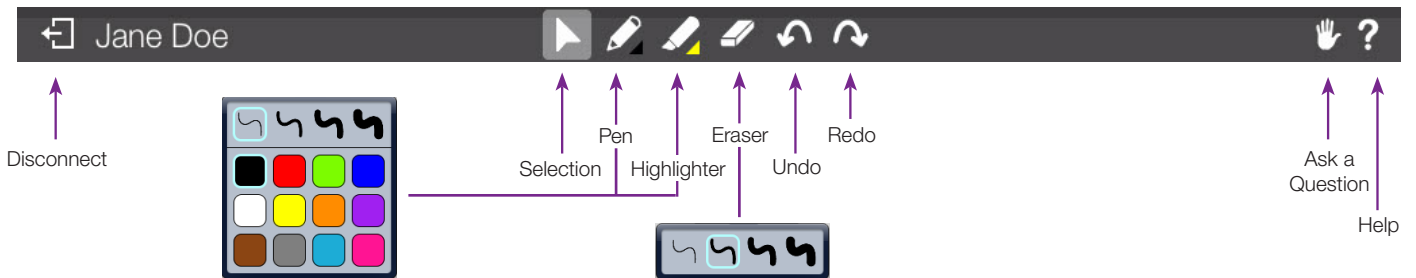 Jane Doe
Pen
Eraser
Redo
Disconnect
Selection
Highlighter
Undo
Ask a
Question
Help